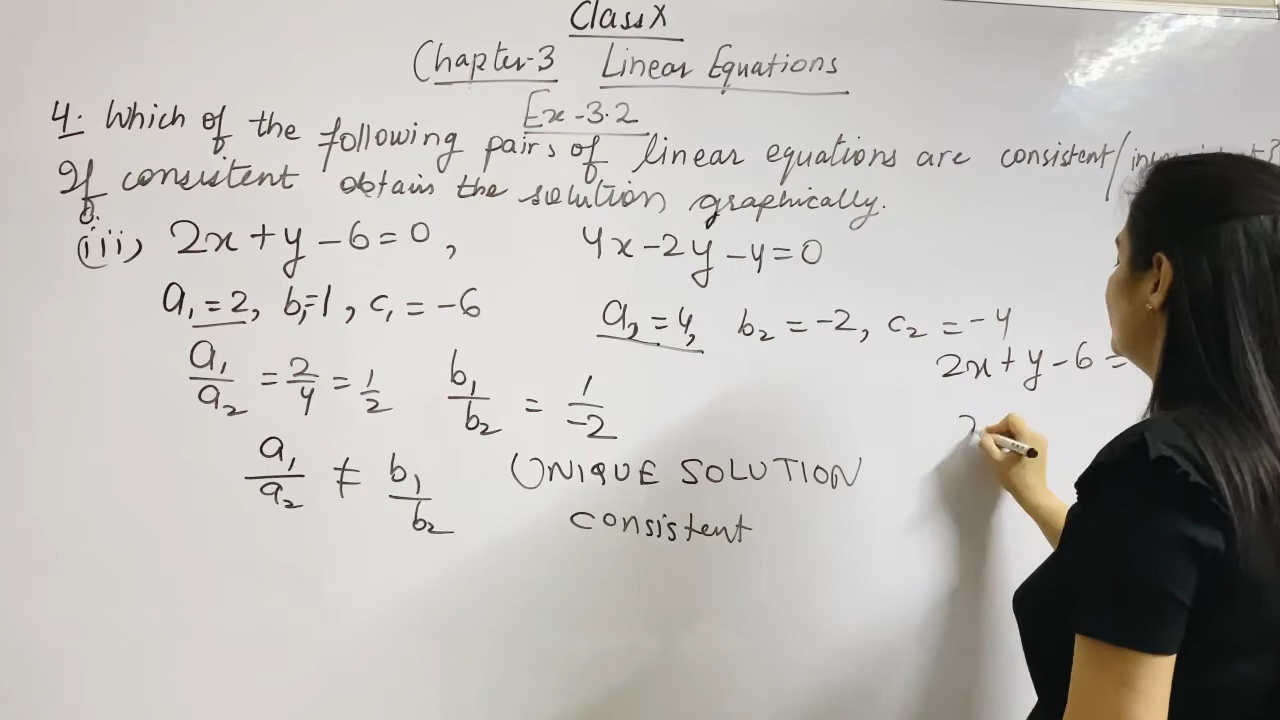 Class X
Chapter-3 Linear Equations
Ex-3.2
4. Which of the following pairs of linear equations are consistent/
If consistent obtain the solution graphically.
(iii) 2x+y-6=0, 4x-2y-4=0
a₁=2, b₁=1, c₁=-6 a₂=4, b₂=-2, c₂=-4
a₁/a₂ = 2/4 = 1/2 b₁/b₂ = 1/-2
2x+y-6=
a₁/a₂ ≠ b₁/b₂ UNIQUE SOLUTION
consistent